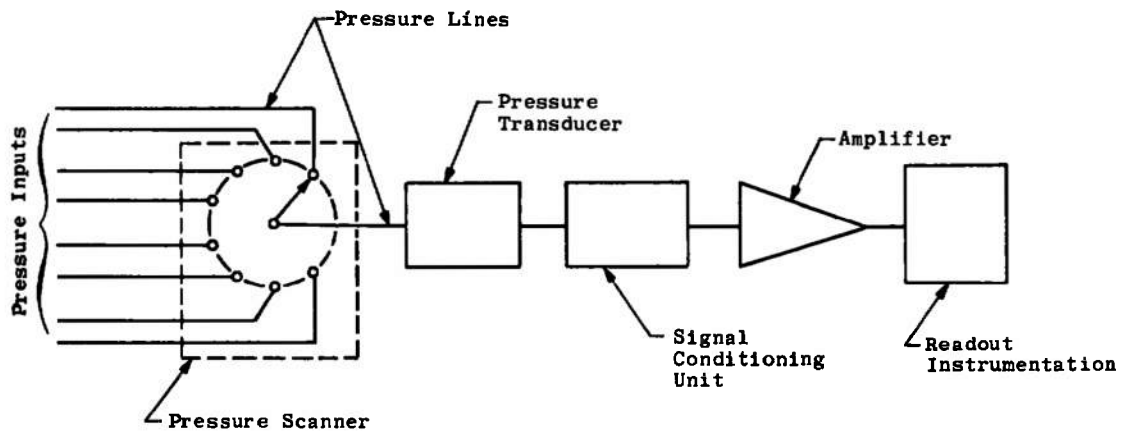 Pressure Lines
Pressure
Transducer
Amplifier
Pressure Inputs
Signal
Conditioning
Unit
Readout
Instrumentation
Pressure Scanner